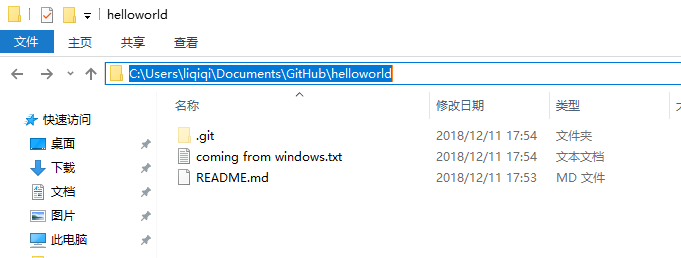 helloworld
文件 主页 共享 查看
C:\Users\liqiqi\Documents\GitHub\helloworld
名称 修改日期 类型
快速访问
.git 2018/12/11 17:54 文件夹
桌面
coming from windows.txt 2018/12/11 17:54 文本文档
下载
README.md 2018/12/11 17:53 MD 文件
文档
图片
此电脑